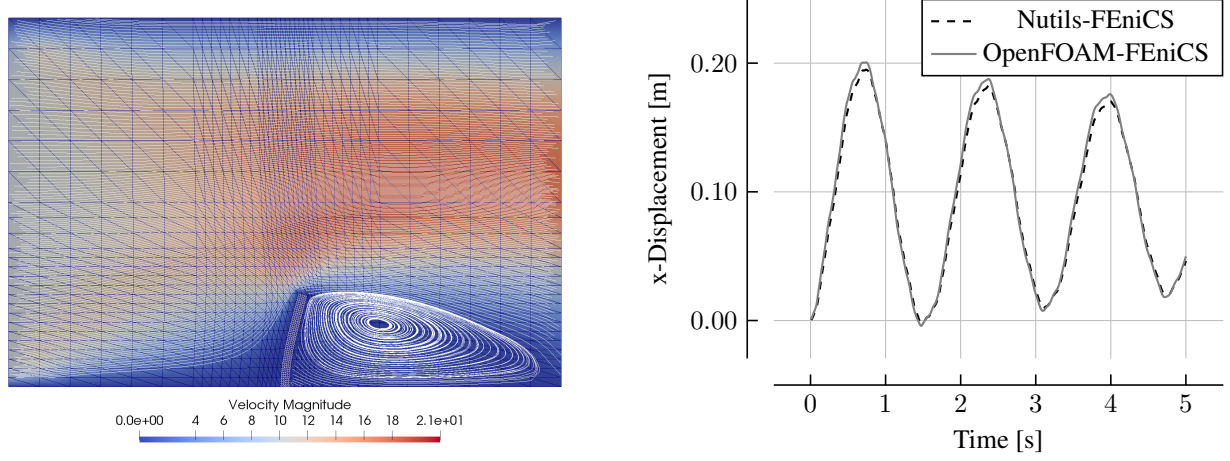 Velocity Magnitude
0.0e+00 4 6 8 10 12 14 16 18 2.1e+01
Nutils-FEniCS
OpenFOAM-FEniCS
x-Displacement [m]
0.20
0.10
0.00
0 1 2 3 4 5
Time [s]